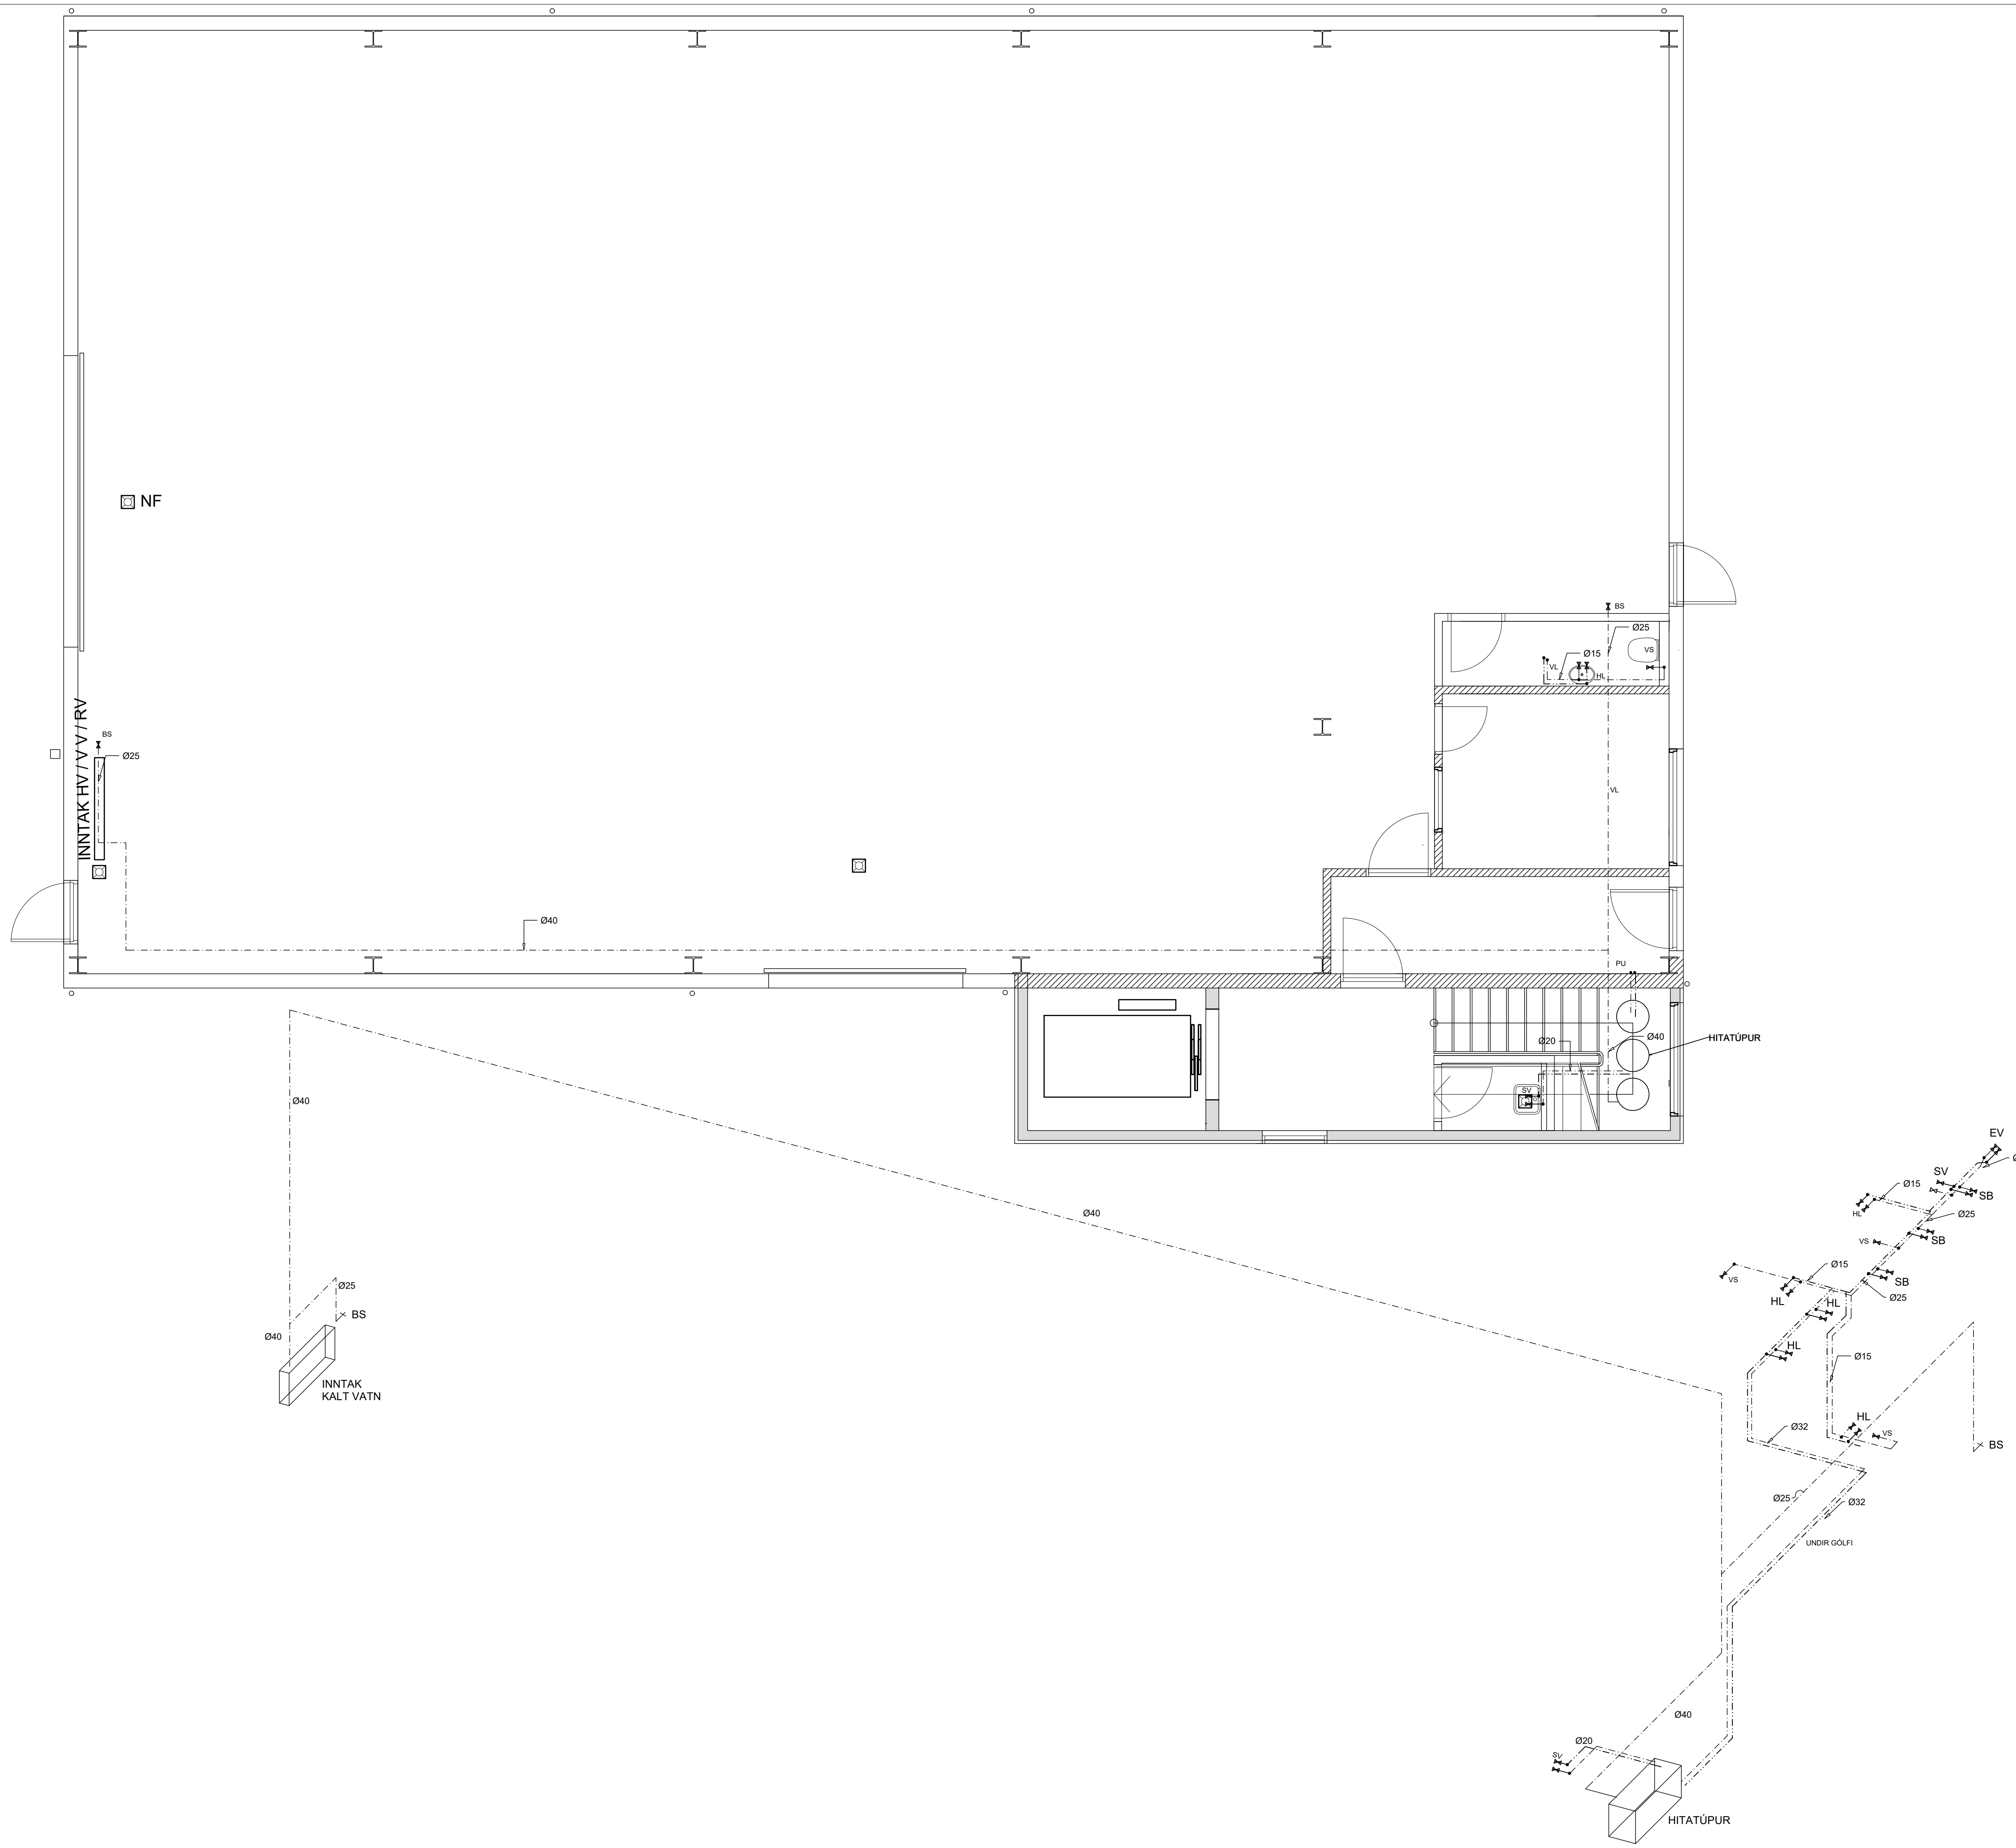 NF
BS
Ø25
Ø15
VS
VL
HL
INNTAK HV / V V / RV
BS
Ø25
VL
Ø40
PU
Ø20
Ø40
HITATÚPUR
SV
Ø40
Ø40
Ø25
BS
Ø40
INNTAK
KALT VATN
EV
SV
SB
Ø15
HL
Ø25
VS
SB
Ø15
VS
SB
HL
Ø25
HL
HL
Ø15
HL
VS
Ø32
BS
Ø25
Ø32
UNDIR GÓLFI
Ø40
Ø20
SV
HITATÚPUR